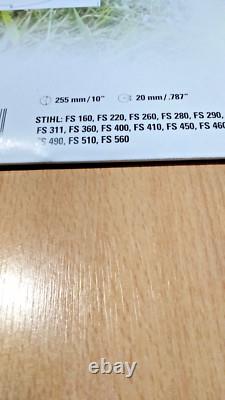 255 mm/10" 20 mm/.787"
STIHL: FS 160, FS 220, FS 260, FS 280, FS 290,
FS 311, FS 360, FS 400, FS 410, FS 450, FS 460
FS 490, FS 510, FS 560
ebay